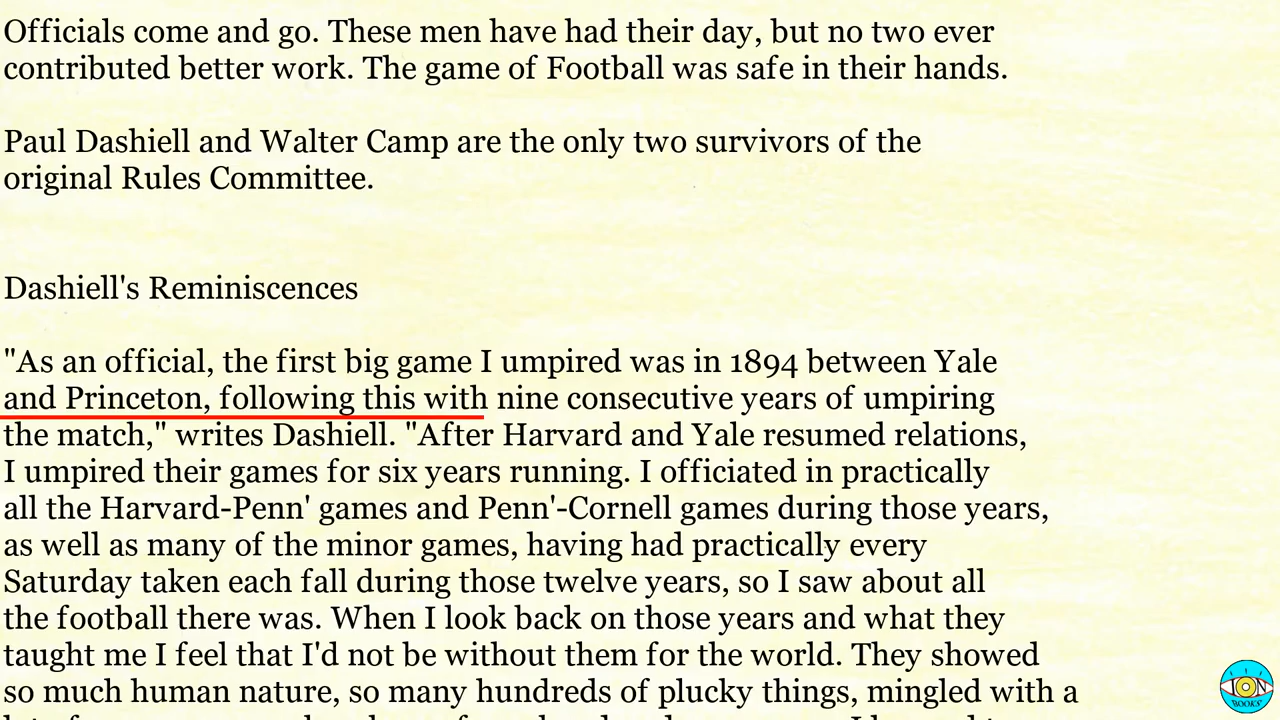 Officials come and go. These men have had their day, but no two ever
contributed better work. The game of Football was safe in their hands.
Paul Dashiell and Walter Camp are the only two survivors of the
original Rules Committee.
Dashiell's Reminiscences
"As an official, the first big game I umpired was in 1894 between Yale
and Princeton, following this with nine consecutive years of umpiring
the match," writes Dashiell. "After Harvard and Yale resumed relations,
I umpired their games for six years running. I officiated in practically
all the Harvard-Penn' games and Penn'-Cornell games during those years,
as well as many of the minor games, having had practically every
Saturday taken each fall during those twelve years, so I saw about all
the football there was. When I look back on those years and what they
taught me I feel that I'd not be without them for the world. They showed
so much human nature, so many hundreds of plucky things, mingled with a
ION
BOOKS